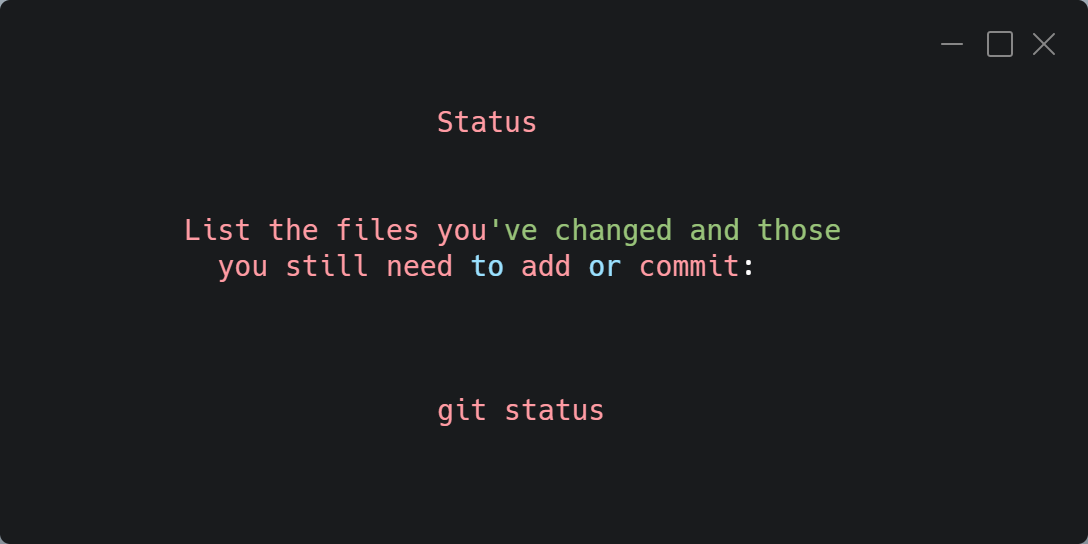 Status
List the files you've changed and those
you still need to add or commit:
git status